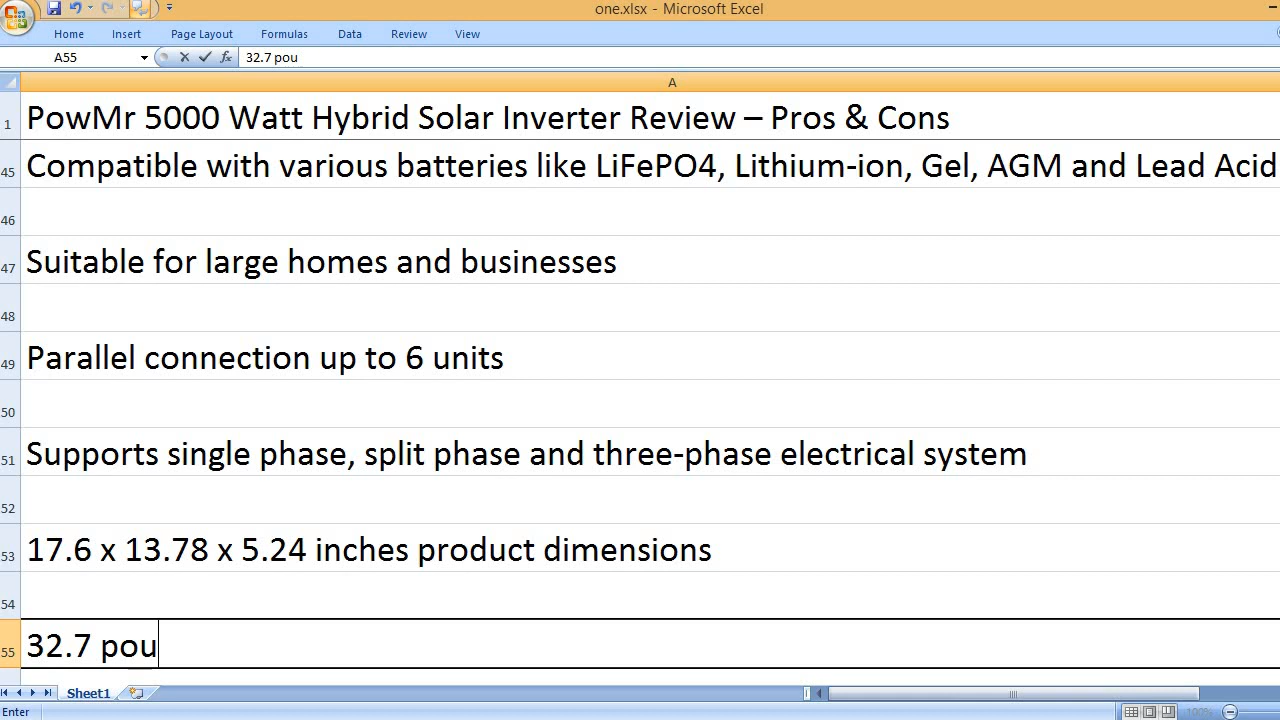 one.xlsx - Microsoft Excel
Home Insert Page Layout Formulas Data Review View
A55 fx 32.7 pou
A
1 PowMr 5000 Watt Hybrid Solar Inverter Review – Pros & Cons
45 Compatible with various batteries like LiFePO4, Lithium-ion, Gel, AGM and Lead Acid
46
47 Suitable for large homes and businesses
48
49 Parallel connection up to 6 units
50
51 Supports single phase, split phase and three-phase electrical system
52
53 17.6 x 13.78 x 5.24 inches product dimensions
54
55 32.7 pou
Sheet1
Enter 100%